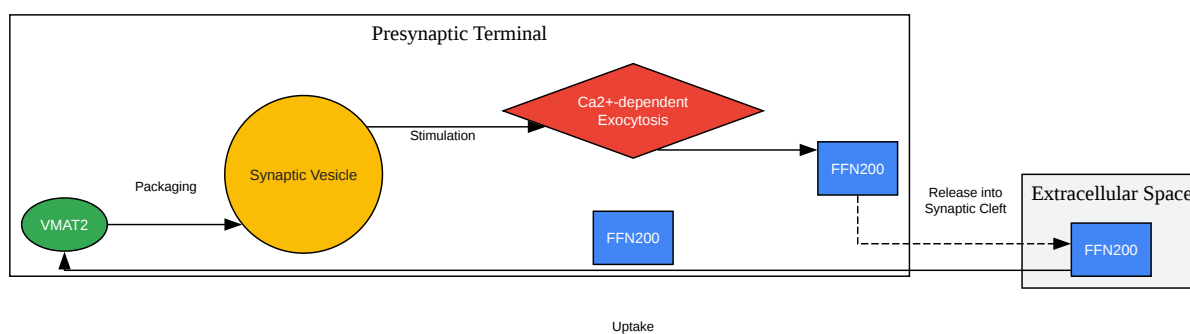 Presynaptic Terminal
Ca2+-dependent
Exocytosis
Stimulation
Synaptic Vesicle
Packaging
VMAT2
FFN200
FFN200
Release into
Synaptic Cleft
Extracellular Space
FFN200
Uptake